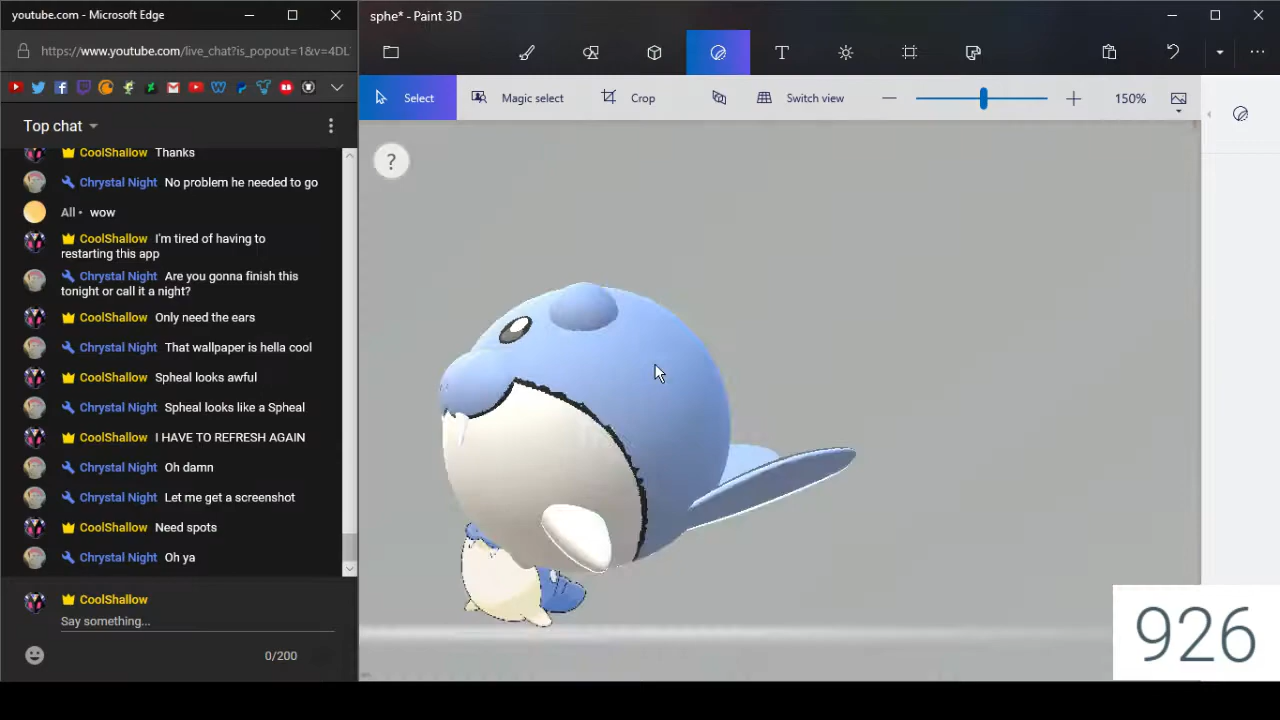 youtube.com - Microsoft Edge
https://www.youtube.com/live_chat?is_popout=1&v=4DL
Top chat
CoolShallow Thanks
Chrystal Night No problem he needed to go
All • wow
CoolShallow I'm tired of having to
restarting this app
Chrystal Night Are you gonna finish this
tonight or call it a night?
CoolShallow Only need the ears
Chrystal Night That wallpaper is hella cool
CoolShallow Spheal looks awful
Chrystal Night Spheal looks like a Spheal
CoolShallow I HAVE TO REFRESH AGAIN
Chrystal Night Oh damn
Chrystal Night Let me get a screenshot
CoolShallow Need spots
Chrystal Night Oh ya
CoolShallow
Say something...
0/200
sphe* - Paint 3D
T
Select
Magic select
Crop
Switch view
150%
?
926